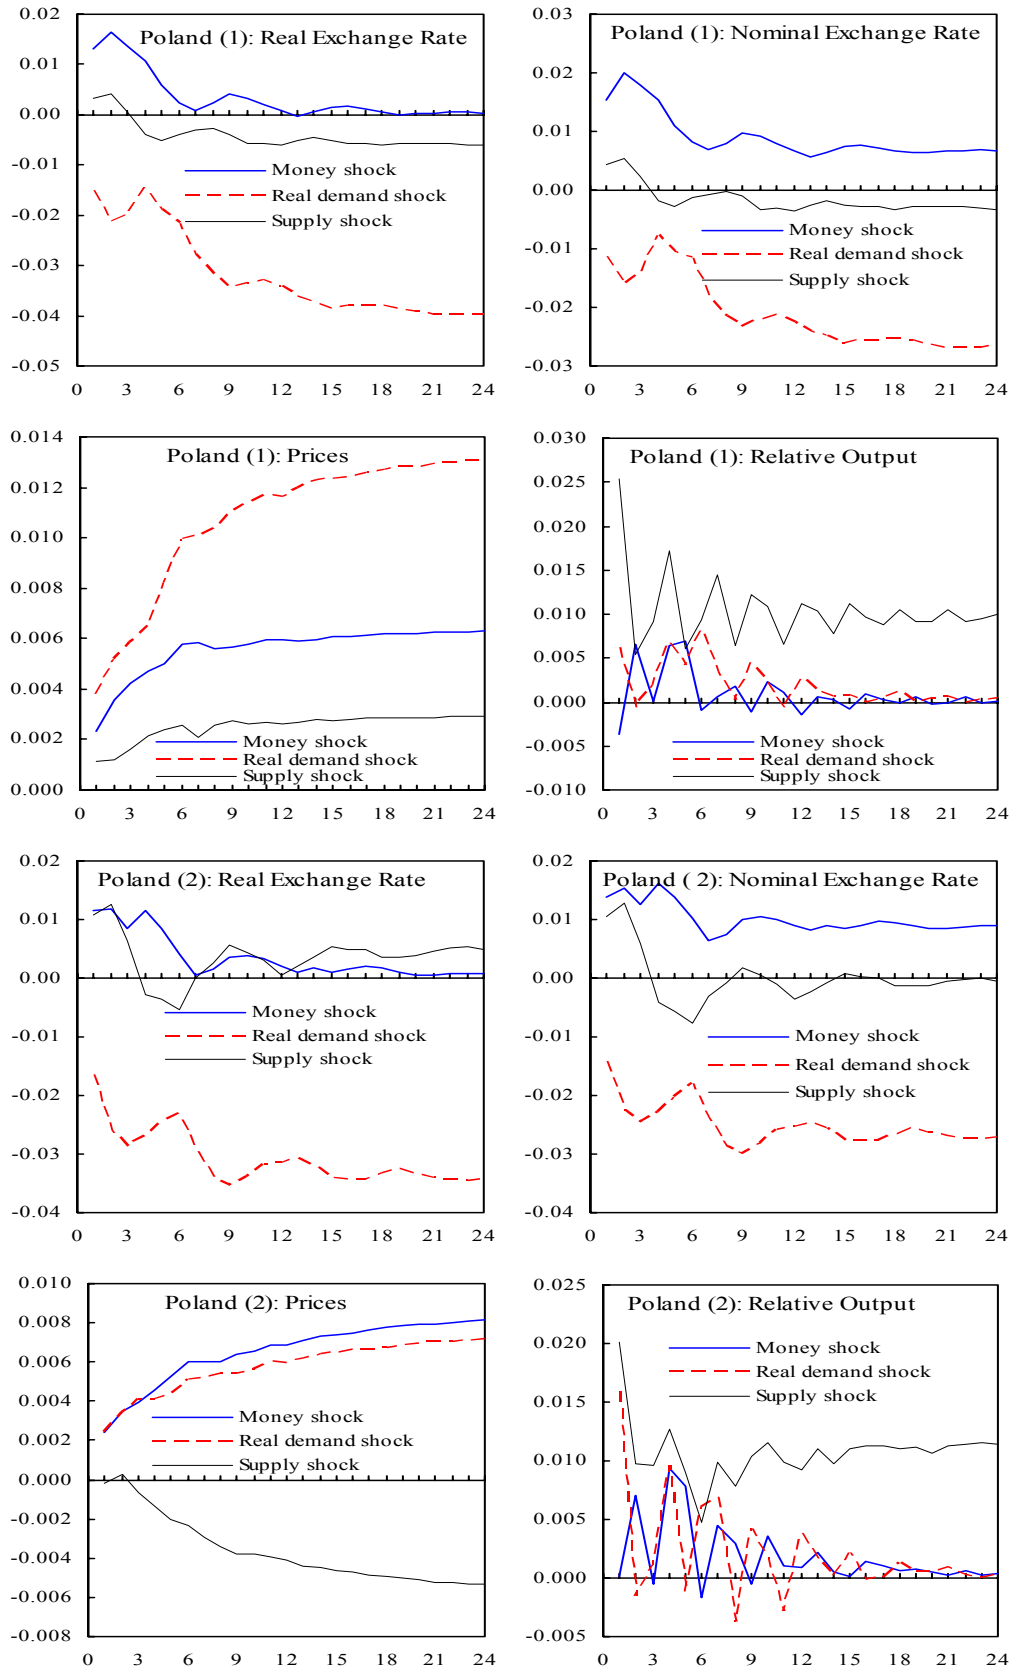 Poland (1): Real Exchange Rate
0.02
0.01
0.00
-0.01
-0.02
-0.03
-0.04
-0.05
Money shock
Real demand shock
Supply shock
0 3 6 9 12 15 18 21 24
Poland (1): Nominal Exchange Rate
0.03
0.02
0.01
0.00
-0.01
-0.02
-0.03
Money shock
Real demand shock
Supply shock
0 3 6 9 12 15 18 21 24
Poland (1): Prices
0.014
0.012
0.010
0.008
0.006
0.004
0.002
0.000
Money shock
Real demand shock
Supply shock
0 3 6 9 12 15 18 21 24
Poland (1): Relative Output
0.030
0.025
0.020
0.015
0.010
0.005
0.000
-0.005
-0.010
Money shock
Real demand shock
Supply shock
0 3 6 9 12 15 18 21 24
Poland (2): Real Exchange Rate
0.02
0.01
0.00
-0.01
-0.02
-0.03
-0.04
Money shock
Real demand shock
Supply shock
0 3 6 9 12 15 18 21 24
Poland ( 2): Nominal Exchange Rate
0.02
0.01
0.00
-0.01
-0.02
-0.03
-0.04
Money shock
Real demand shock
Supply shock
0 3 6 9 12 15 18 21 24
Poland (2): Prices
0.010
0.008
0.006
0.004
0.002
0.000
-0.002
-0.004
-0.006
-0.008
Money shock
Real demand shock
Supply shock
0 3 6 9 12 15 18 21 24
Poland (2): Relative Output
0.025
0.020
0.015
0.010
0.005
0.000
-0.005
Money shock
Real demand shock
Supply shock
0 3 6 9 12 15 18 21 24